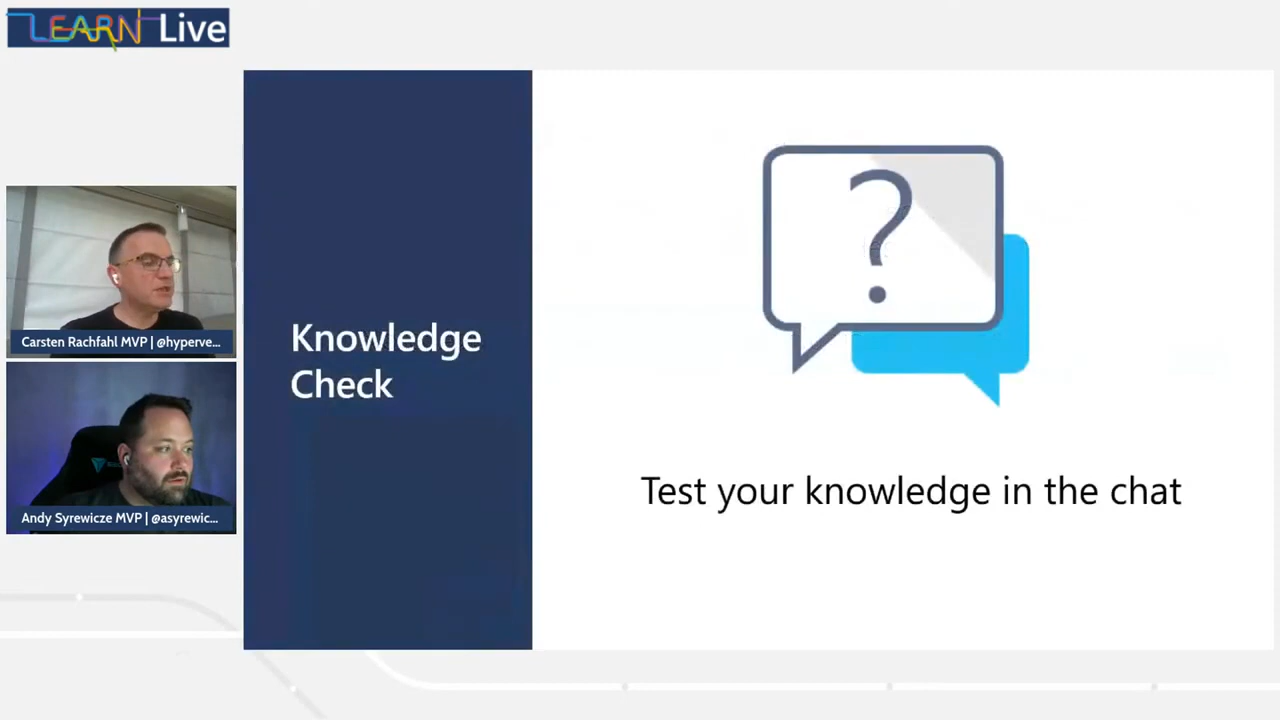 LEARN Live
Carsten Rachfahl MVP | @hyperve...
Andy Syrewicze MVP | @asyrewic...
Knowledge
Check
?
Test your knowledge in the chat